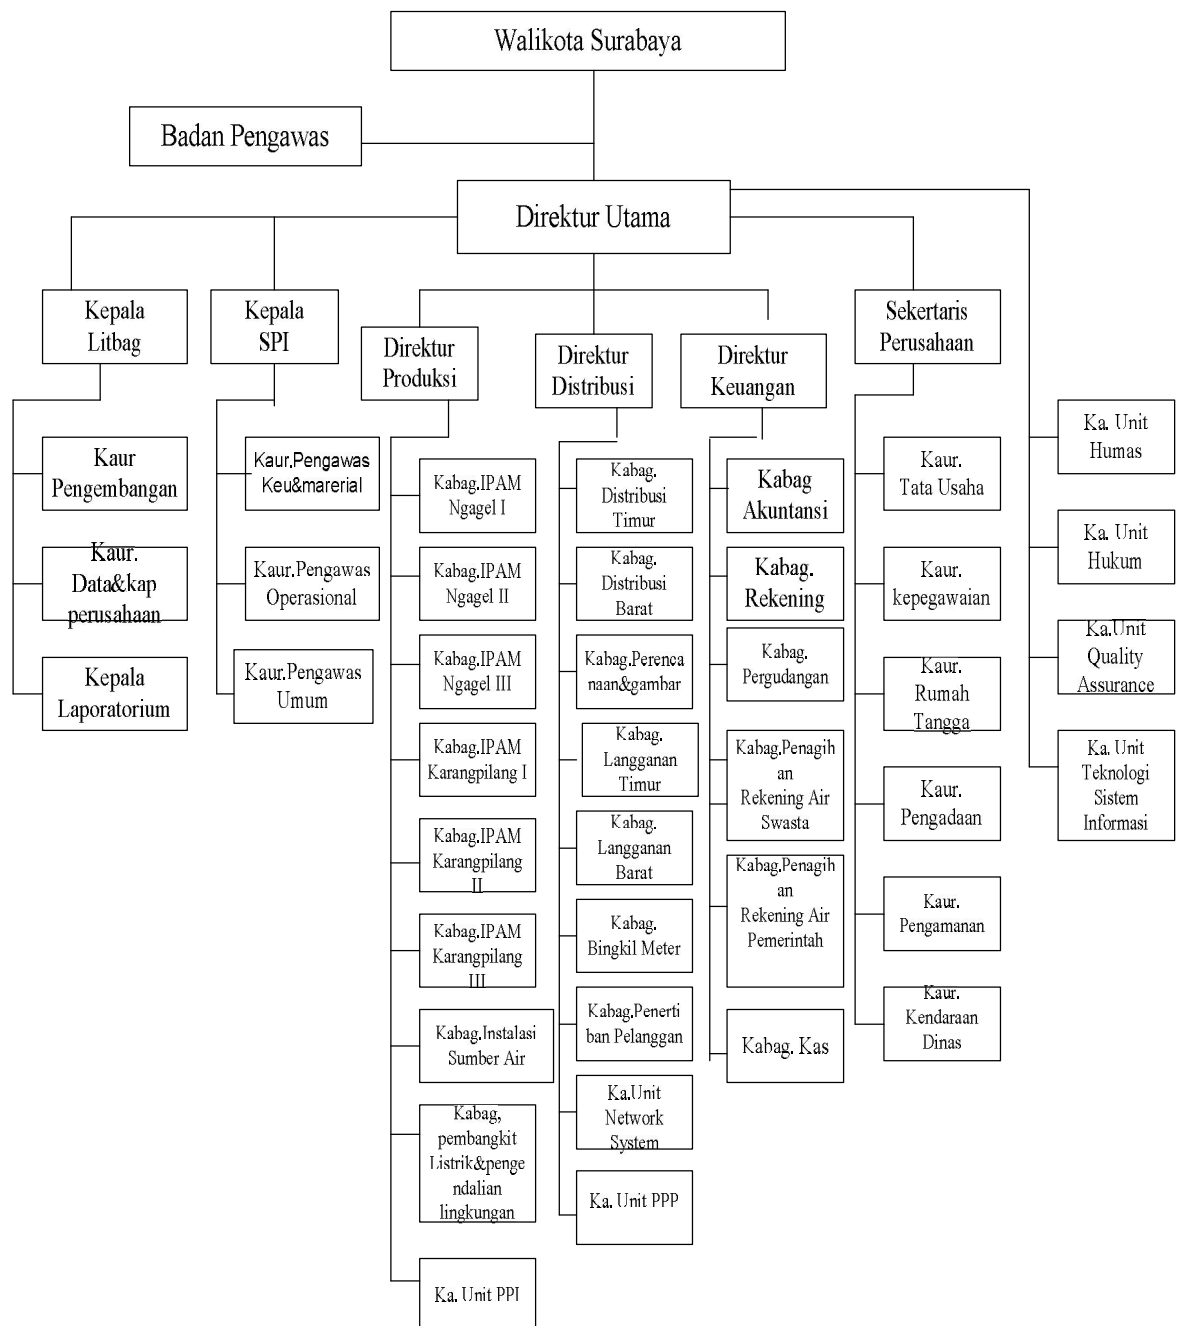 Walikota Surabaya
Badan Pengawas
Direktur Utama
Kepala
Litbag
Kepala
SPI
Direktur
Produksi
Direktur
Distribusi
Direktur
Keuangan
Sekertaris
Perusahaan
Kaur
Pengembangan
Kaur.
Data&kap
perusahaan
Kepala
Laporatorium
Kaur.Pengawas
Keu&marerial
Kaur.Pengawas
Operasional
Kaur.Pengawas
Umum
Kabag.IPAM
Ngagel I
Kabag.IPAM
Ngagel II
Kabag.IPAM
Ngagel III
Kabag.IPAM
Karangpilang I
Kabag.IPAM
Karangpilang
II
Kabag.IPAM
Karangpilang
III
Kabag.Instalasi
Sumber Air
Kabag,
pembangkit
Listrik&penge
ndalian
lingkungan
Ka. Unit PPI
Kabag.
Distribusi
Timur
Kabag.
Distribusi
Barat
Kabag.Perenca
naan&gambar
Kabag.
Langganan
Timur
Kabag.
Langganan
Barat
Kabag.
Bingkil Meter
Kabag.Penerti
ban Pelanggan
Ka.Unit
Network
System
Ka. Unit PPP
Kabag
Akuntansi
Kabag.
Rekening
Kabag.
Pergudangan
Kabag.Penagih
an
Rekening Air
Swasta
Kabag.Penagih
an
Rekening Air
Pemerintah
Kabag. Kas
Kaur.
Tata Usaha
Kaur.
kepegawaian
Kaur.
Rumah
Tangga
Kaur.
Pengadaan
Kaur.
Pengamanan
Kaur.
Kendaraan
Dinas
Ka. Unit
Humas
Ka. Unit
Hukum
Ka.Unit
Quality
Assurance
Ka. Unit
Teknologi
Sistem
Informasi